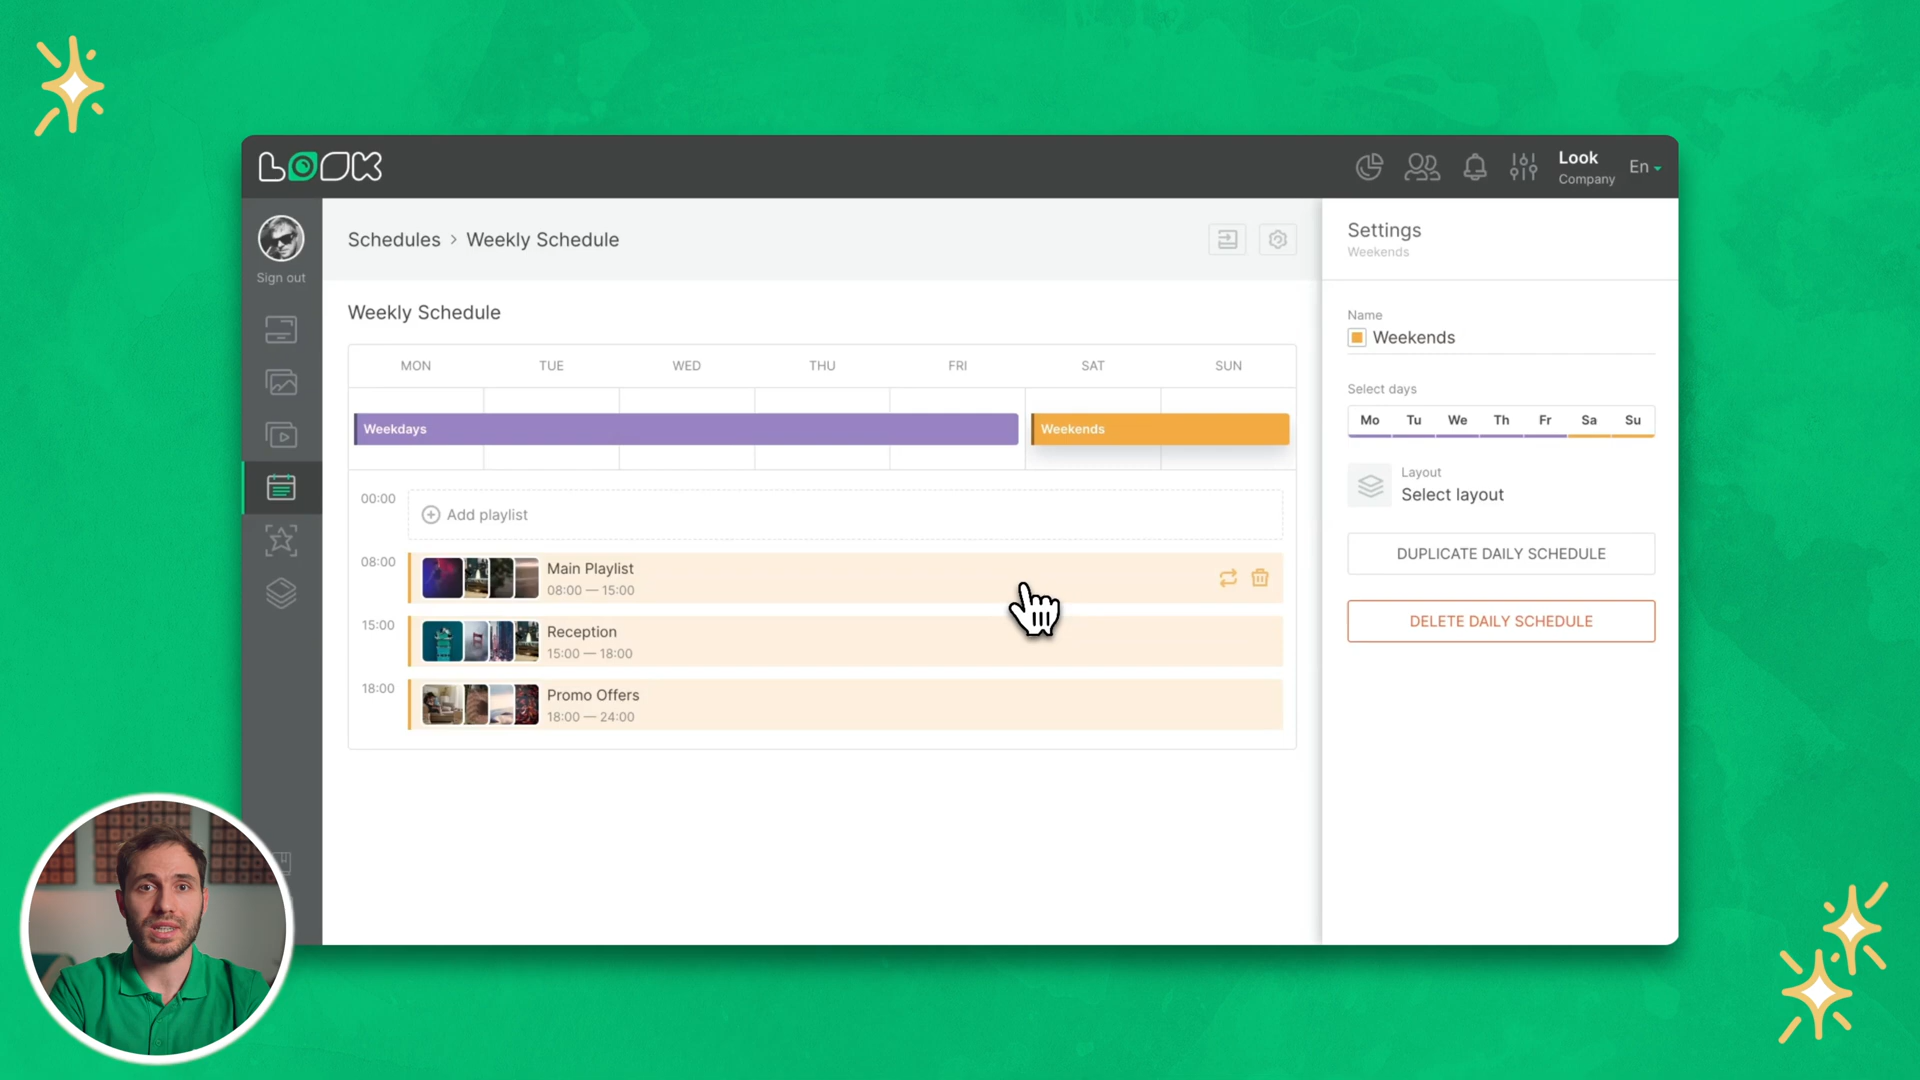 LOOK
Look
Company
En
Sign out
Schedules > Weekly Schedule
Weekly Schedule
MON TUE WED THU FRI SAT SUN
Weekdays
Weekends
00:00
Add playlist
08:00
Main Playlist
08:00 — 15:00
15:00
Reception
15:00 — 18:00
18:00
Promo Offers
18:00 — 24:00
Settings
Weekends
Name
Weekends
Select days
Mo Tu We Th Fr Sa Su
Layout
Select layout
DUPLICATE DAILY SCHEDULE
DELETE DAILY SCHEDULE